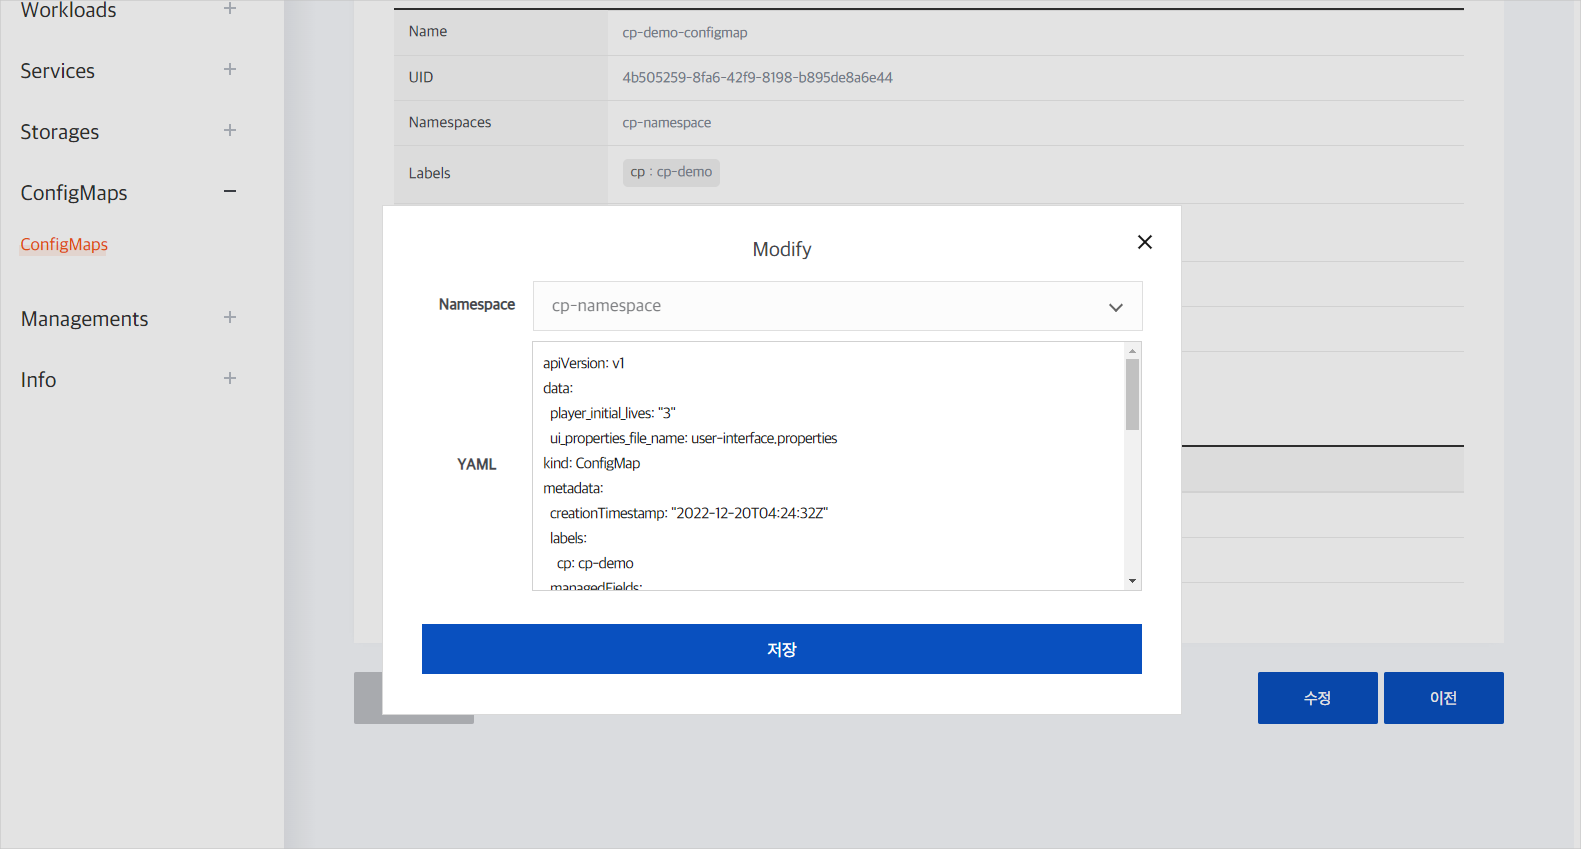 Workloads
Services
Storages
ConfigMaps
ConfigMaps
Managements
Info
Name cp-demo-configmap
UID 4b505259-8fa6-42f9-8198-b895de8a6e44
Namespaces cp-namespace
Labels cp : cp-demo
Modify
Namespace cp-namespace
YAML
apiVersion: v1
data:
player_initial_lives: "3"
ui_properties_file_name: user-interface.properties
kind: ConfigMap
metadata:
creationTimestamp: "2022-12-20T04:24:32Z"
labels:
cp: cp-demo
managedFields:
저장
수정
이전